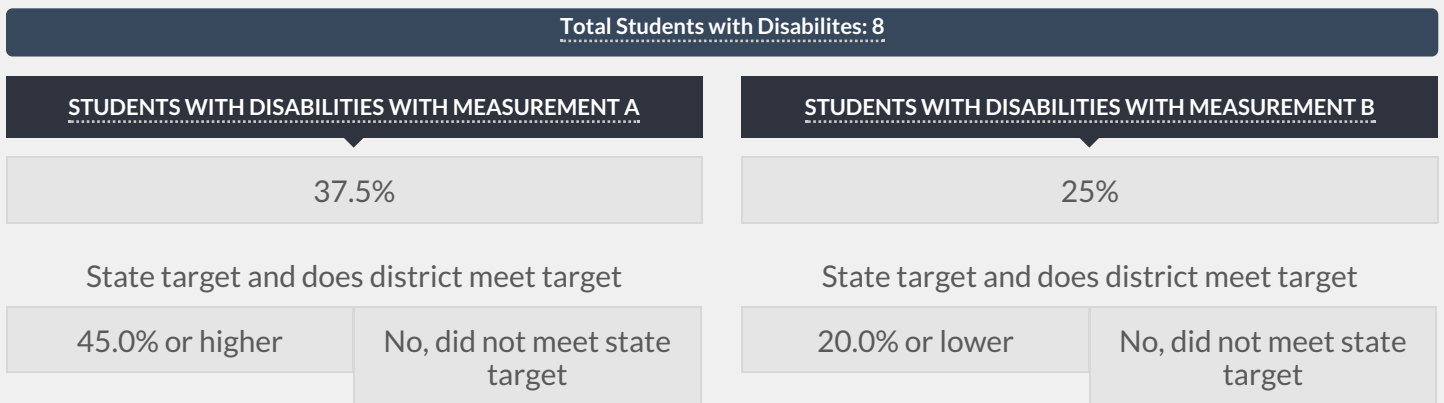 Total Students with Disabilites: 8
STUDENTS WITH DISABILITIES WITH MEASUREMENT A
37.5%
State target and does district meet target
45.0% or higher
No, did not meet state
target
STUDENTS WITH DISABILITIES WITH MEASUREMENT B
25%
State target and does district meet target
20.0% or lower
No, did not meet state
target